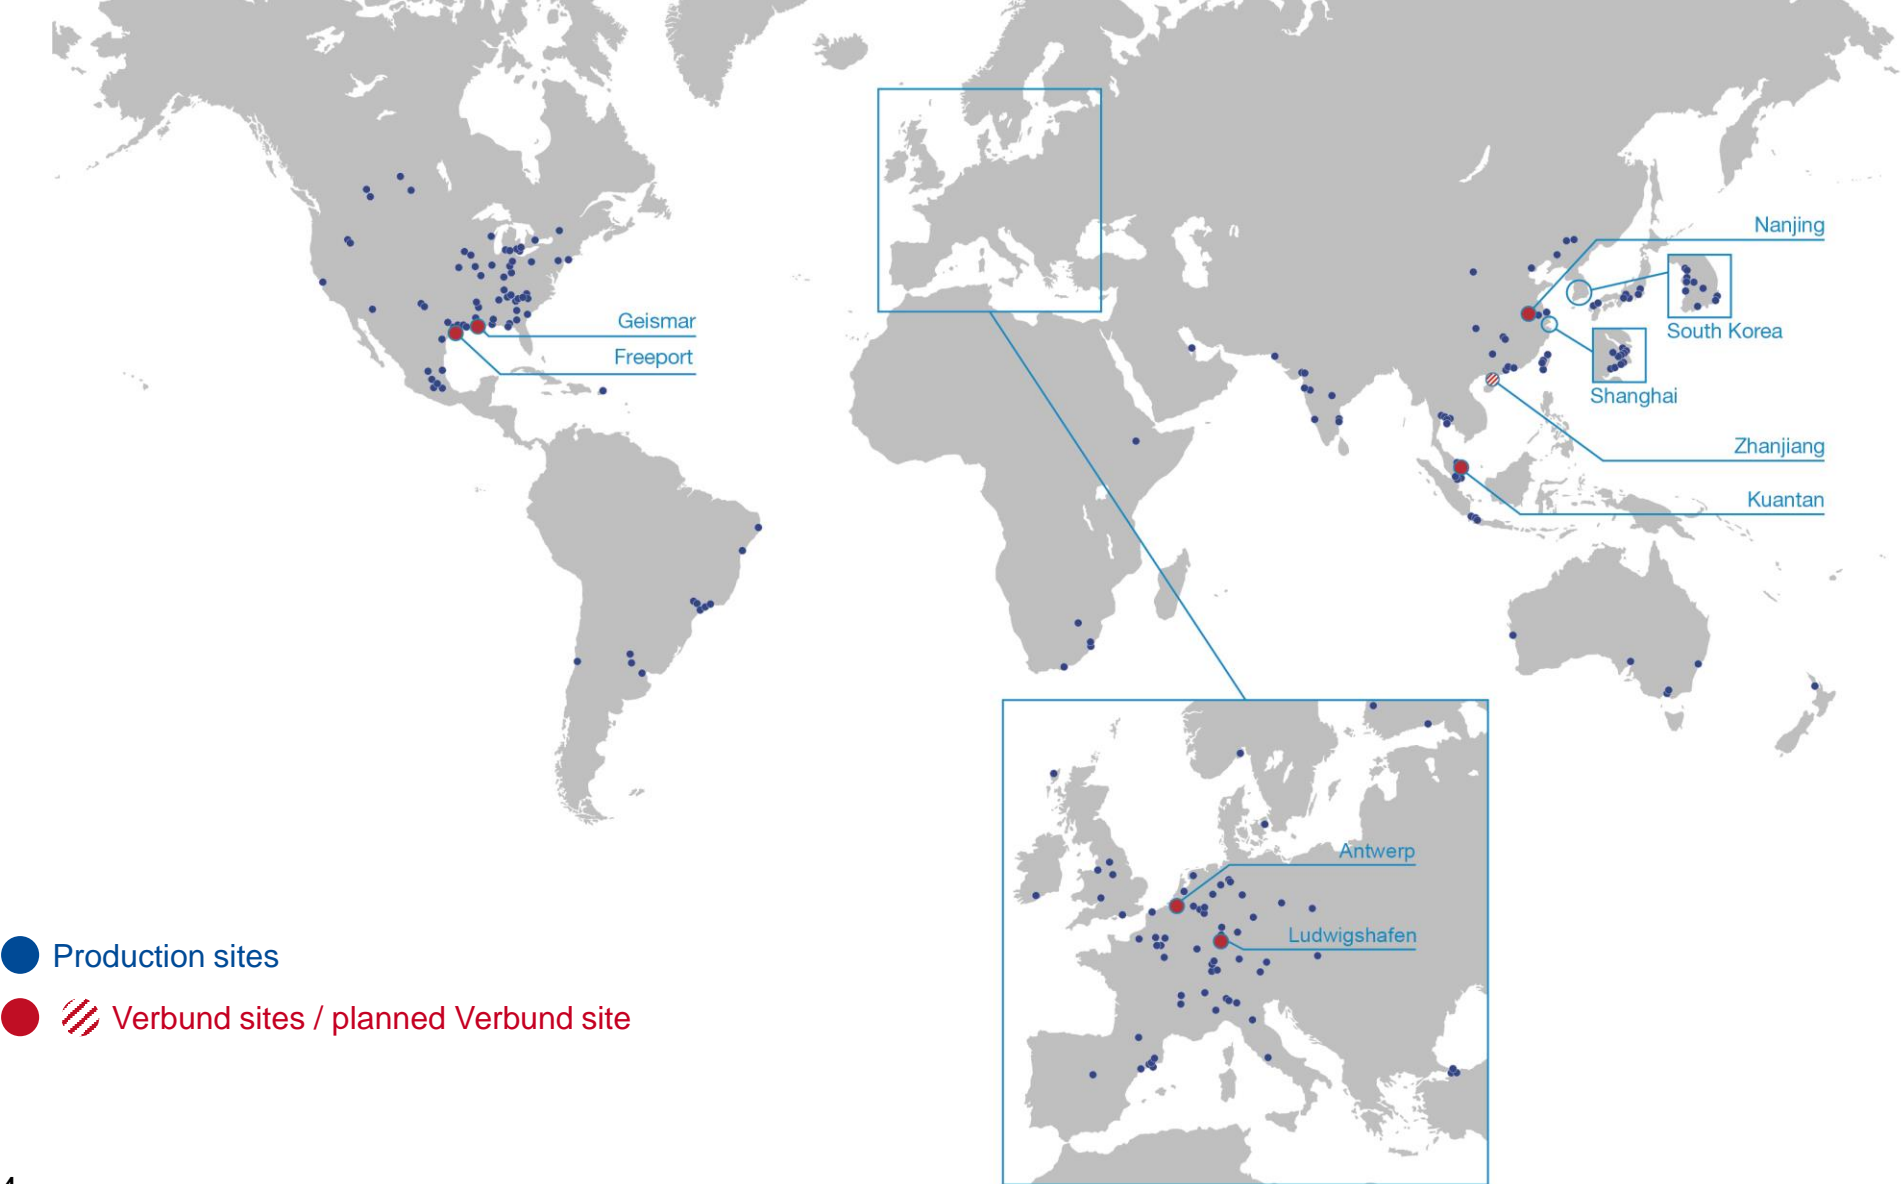 Nanjing
South Korea
Geismar
Freeport
Shanghai
Zhanjiang
Kuantan
Antwerp
Ludwigshafen
Production sites
Verbund sites / planned Verbund site